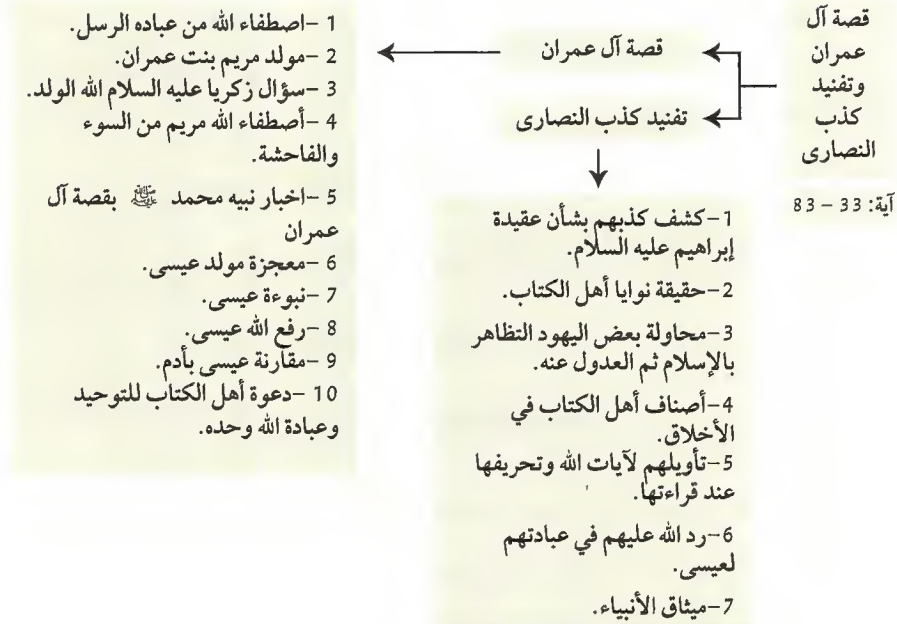 قصة آل
عمران
وتفنيد
كذب
النصارى
آية: 33 – 83
قصة آل عمران
تفنيد كذب النصارى
1 –اصطفاء الله من عباده الرسل.
2 –مولد مريم بنت عمران.
3 –سؤال زكريا عليه السلام الله الولد.
4 –أصطفاء الله مريم من السوء
والفاحشة.
5 –اخبار نبيه محمد ﷺ بقصة آل
عمران
6 –معجزة مولد عيسى.
7 –نبوءة عيسى.
8 –رفع الله عيسى.
9 –مقارنة عيسى بأدم.
10 –دعوة أهل الكتاب للتوحيد
وعبادة الله وحده.
1–كشف كذبهم بشأن عقيدة
إبراهيم عليه السلام.
2–حقيقة نوايا أهل الكتاب.
3–محاولة بعض اليهود التظاهر
بالإسلام ثم العدول عنه.
4–أصناف أهل الكتاب في
الأخلاق.
5–تأويلهم لآيات الله وتحريفها
عند قراءتها.
6–رد الله عليهم في عبادتهم
لعيسى.
7–ميثاق الأنبياء.